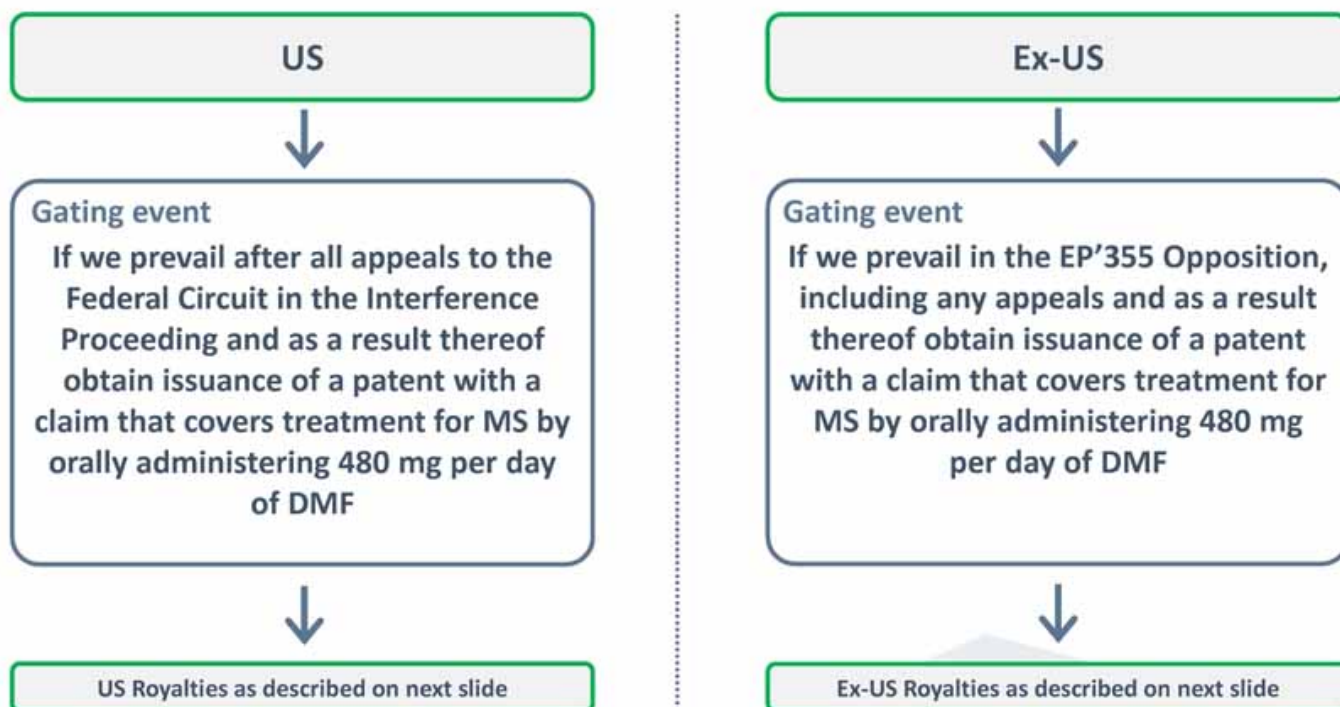 US
Gating event
If we prevail after all appeals to the
Federal Circuit in the Interference
Proceeding and as a result thereof
obtain issuance of a patent with a
claim that covers treatment for MS by
orally administering 480 mg per day
of DMF
US Royalties as described on next slide
Ex-US
Gating event
If we prevail in the EP’355 Opposition,
including any appeals and as a result
thereof obtain issuance of a patent
with a claim that covers treatment for
MS by orally administering 480 mg
per day of DMF
Ex-US Royalties as described on next slide